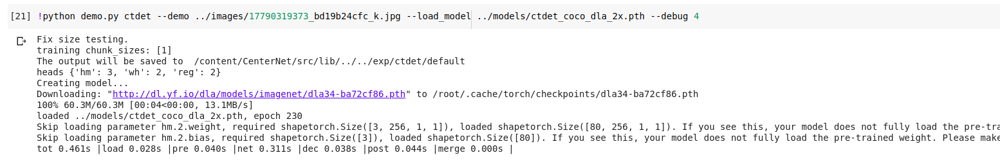 [21] !python demo.py ctdet --demo ../images/17790319373_bd19b24cfc_k.jpg --load_model ../models/ctdet_coco_dla_2x.pth --debug 4
Fix size testing.
training chunk_sizes: [1]
The output will be saved to  /content/CenterNet/src/lib/../../exp/ctdet/default
heads {'hm': 3, 'wh': 2, 'reg': 2}
Creating model...
Downloading: "http://dl.yf.io/dla/models/imagenet/dla34-ba72cf86.pth" to /root/.cache/torch/checkpoints/dla34-ba72cf86.pth
100% 60.3M/60.3M [00:04<00:00, 13.1MB/s]
loaded ../models/ctdet_coco_dla_2x.pth, epoch 230
Skip loading parameter hm.2.weight, required shapetorch.Size([3, 256, 1, 1]), loaded shapetorch.Size([80, 256, 1, 1]). If you see this, your model does not fully load the pre-tra
Skip loading parameter hm.2.bias, required shapetorch.Size([3]), loaded shapetorch.Size([80]). If you see this, your model does not fully load the pre-trained weight. Please make
tot 0.461s |load 0.028s |pre 0.040s |net 0.311s |dec 0.038s |post 0.044s |merge 0.000s |